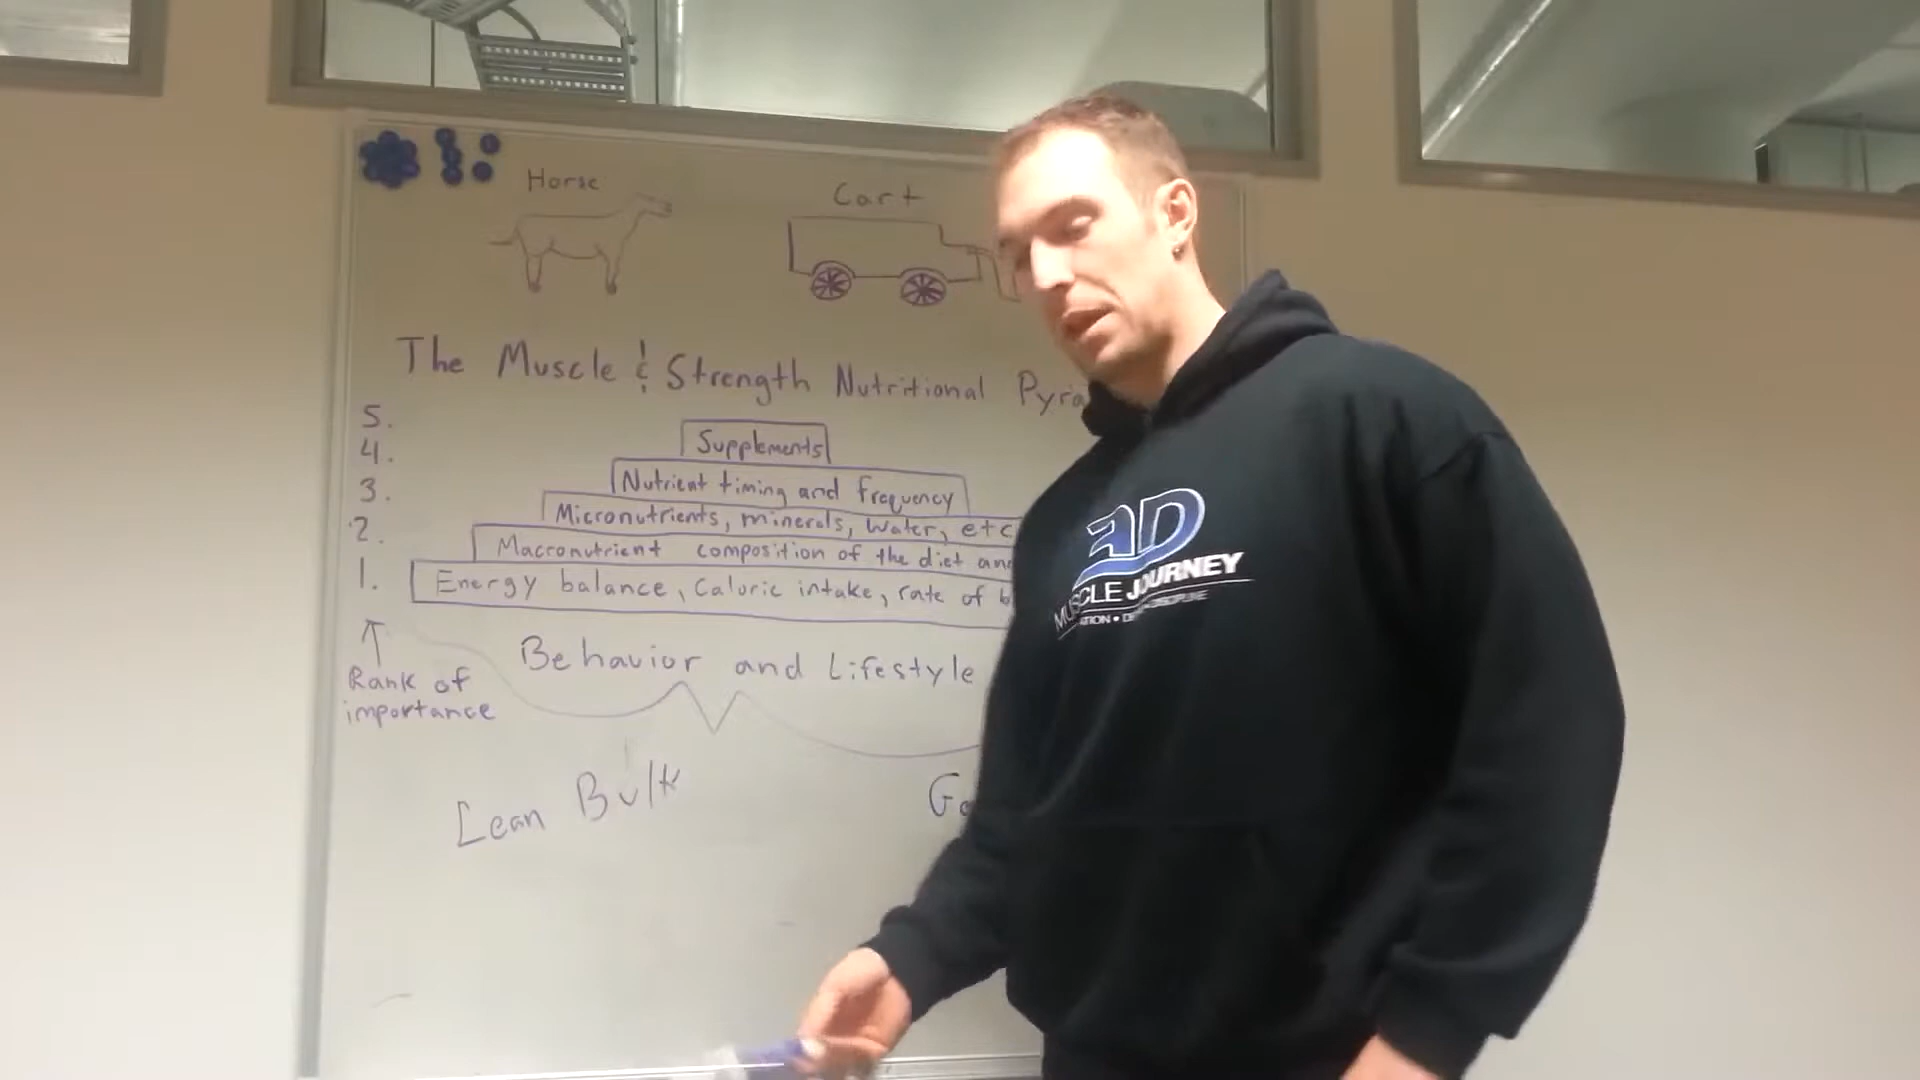 Horse
Cart
The Muscle & Strength Nutritional
5.
Supplements
4.
Nutrient timing and frequency
3.
Micronutrients, minerals, water, etc
2.
Macronutrient composition of the diet
1.
Energy balance, Caloric intake, rate of
Behavior and Lifestyle
Rank of
importance
Lean Bulk
3D
MUSCLE JOURNEY